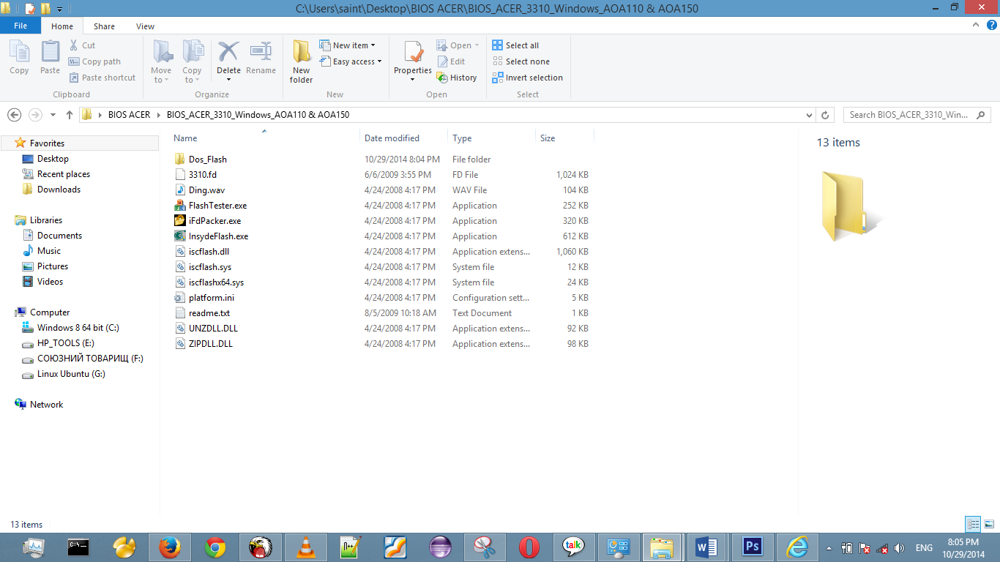 C:\Users\saint\Desktop\BIOS ACER\BIOS_ACER_3310_Windows_AOA110 & AOA150
File Home Share View
Copy Paste Cut Copy path Paste shortcut
Move to Copy to Delete Rename
New folder New item Easy access
Properties Open Edit History
Select all Select none Invert selection
Clipboard Organize New Open Select
BIOS ACER BIOS_ACER_3310_Windows_AOA110 & AOA150 Search BIOS_ACER_3310_Win...
Favorites
Desktop
Recent places
Downloads
Libraries
Documents
Music
Pictures
Videos
Computer
Windows 8 64 bit (C:)
HP_TOOLS (E:)
СОЮЗНИЙ ТОВАРИЩ (F:)
Linux Ubuntu (G:)
Network
Name Date modified Type Size
Dos_Flash 10/29/2014 8:04 PM File folder
3310.fd 6/6/2009 3:55 PM FD File 1,024 KB
Ding.wav 4/24/2008 4:17 PM WAV File 104 KB
FlashTester.exe 4/24/2008 4:17 PM Application 252 KB
iFdPacker.exe 4/24/2008 4:17 PM Application 320 KB
InsydeFlash.exe 4/24/2008 4:17 PM Application 612 KB
iscflash.dll 4/24/2008 4:17 PM Application extens... 1,060 KB
iscflash.sys 4/24/2008 4:17 PM System file 12 KB
iscflashx64.sys 4/24/2008 4:17 PM System file 24 KB
platform.ini 4/24/2008 4:17 PM Configuration sett... 5 KB
readme.txt 8/5/2009 10:18 AM Text Document 1 KB
UNZDLL.DLL 4/24/2008 4:17 PM Application extens... 92 KB
ZIPDLL.DLL 4/24/2008 4:17 PM Application extens... 98 KB
13 items
13 items
talk
Ps
ENG
8:05 PM
10/29/2014